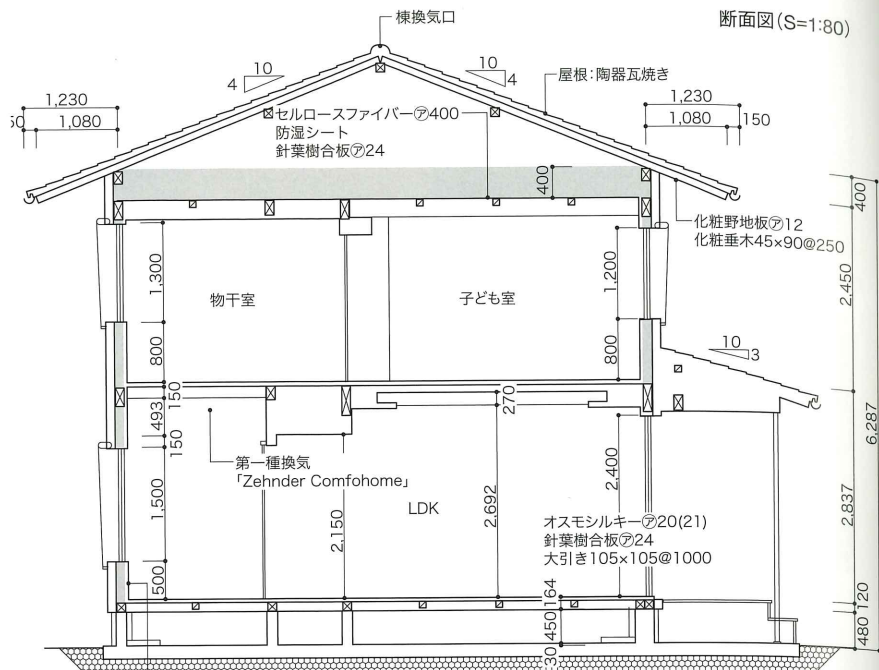 断面図(S=1:80)
棟換気口
10
4
10
4
屋根:陶器瓦焼き
1,230
1,080
50
1,230
1,080
150
セルロースファイバー㋐400
防湿シート
針葉樹合板㋐24
400
400
化粧野地板㋐12
化粧垂木45×90@250
1,300
物干室
子ども室
1,200
2,450
800
800
10
3
150
493
150
270
6,287
第一種換気
「Zehnder Comfohome」
1,500
2,150
LDK
2,692
2,400
2,837
オスモシルキー㋐20(21)
針葉樹合板㋐24
大引き105×105@1000
500
164
120
450
480
30